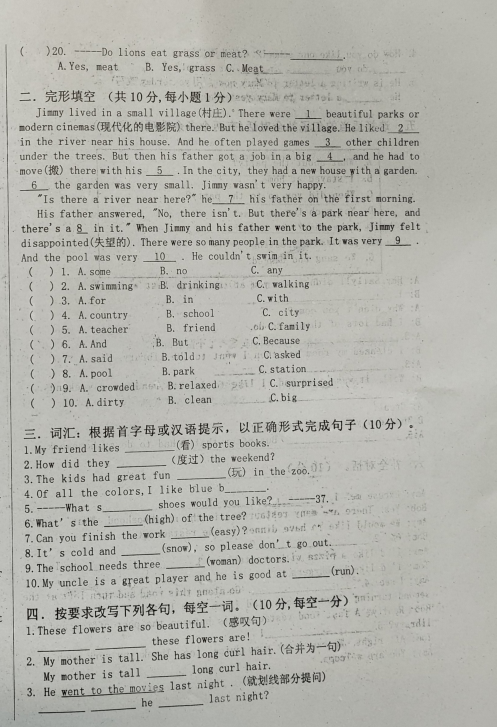 ( )20. -----Do lions eat grass or meat? -----________.
A.Yes, meat B. Yes, grass C. Meat
二. 完形填空 (共10分,每小题1分)
Jimmy lived in a small village(村庄). There were 1 beautiful parks or
modern cinemas(现代化的电影院) there. But he loved the village. He liked 2
in the river near his house. And he often played games 3 other children
under the trees. But then his father got a job in a big 4 , and he had to
move(搬) there with his 5 . In the city, they had a new house with a garden.
6 the garden was very small. Jimmy wasn't very happy.
"Is there a river near here?" he 7 his father on the first morning.
His father answered, "No, there isn't. But there's a park near here, and
there's a 8 in it." When Jimmy and his father went to the park, Jimmy felt
disappointed(失望的). There were so many people in the park. It was very 9 .
And the pool was very 10 . He couldn't swim in it.
( ) 1. A. some B. no C. any
( ) 2. A. swimming B. drinking C. walking
( ) 3. A. for B. in C. with
( ) 4. A. country B. school C. city
( ) 5. A. teacher B. friend C. family
( ) 6. A. And B. But C. Because
( ) 7. A. said B. told C. asked
( ) 8. A. pool B. park C. station
( ) 9. A. crowded B. relaxed C. surprised
( ) 10. A. dirty B. clean C. big
三. 词汇: 根据首字母或汉语提示, 以正确形式完成句子(10分)。
1.My friend likes ________(看) sports books.
2.How did they ________ (度过) the weekend?
3.The kids had great fun ________(玩) in the zoo.
4.Of all the colors,I like blue b______.
5.-----What s________ shoes would you like? -----37.
6.What's the ______(high) of the tree?
7.Can you finish the work ______(easy)?
8.It's cold and ______(snow), so please don't go out.
9.The school needs three ______(woman) doctors.
10.My uncle is a great player and he is good at ______(run).
四. 按要求改写下列各句, 每空一词。(10分,每空一分)
1.These flowers are so beautiful. (感叹句)
________ ________ these flowers are!
2. My mother is tall. She has long curl hair.(合并为一句)
My mother is tall ______ long curl hair.
3. He went to the movies last night . (就划线部分提问)
______ ______ he ______ last night?